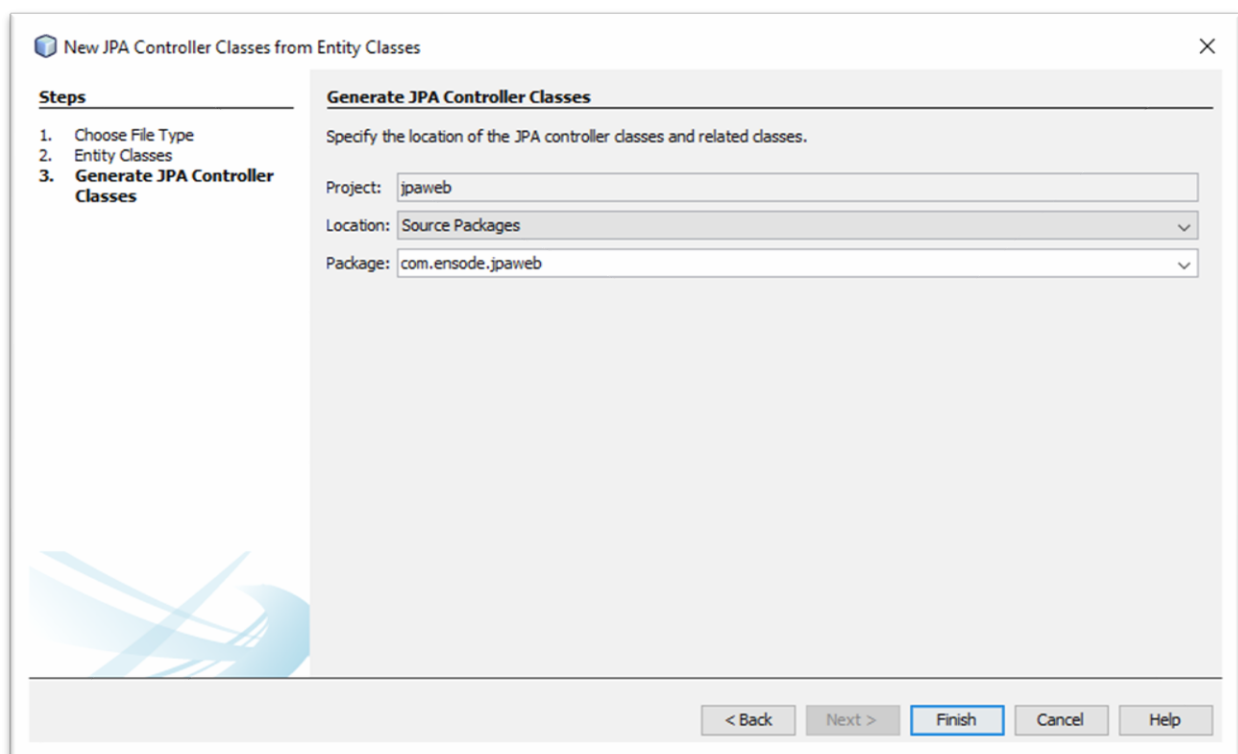 New JPA Controller Classes from Entity Classes
Steps
1. Choose File Type
2. Entity Classes
3. Generate JPA Controller
Classes
Generate JPA Controller Classes
Specify the location of the JPA controller classes and related classes.
Project: jpaweb
Location: Source Packages
Package: com.ensode.jpaweb
< Back Next > Finish Cancel Help